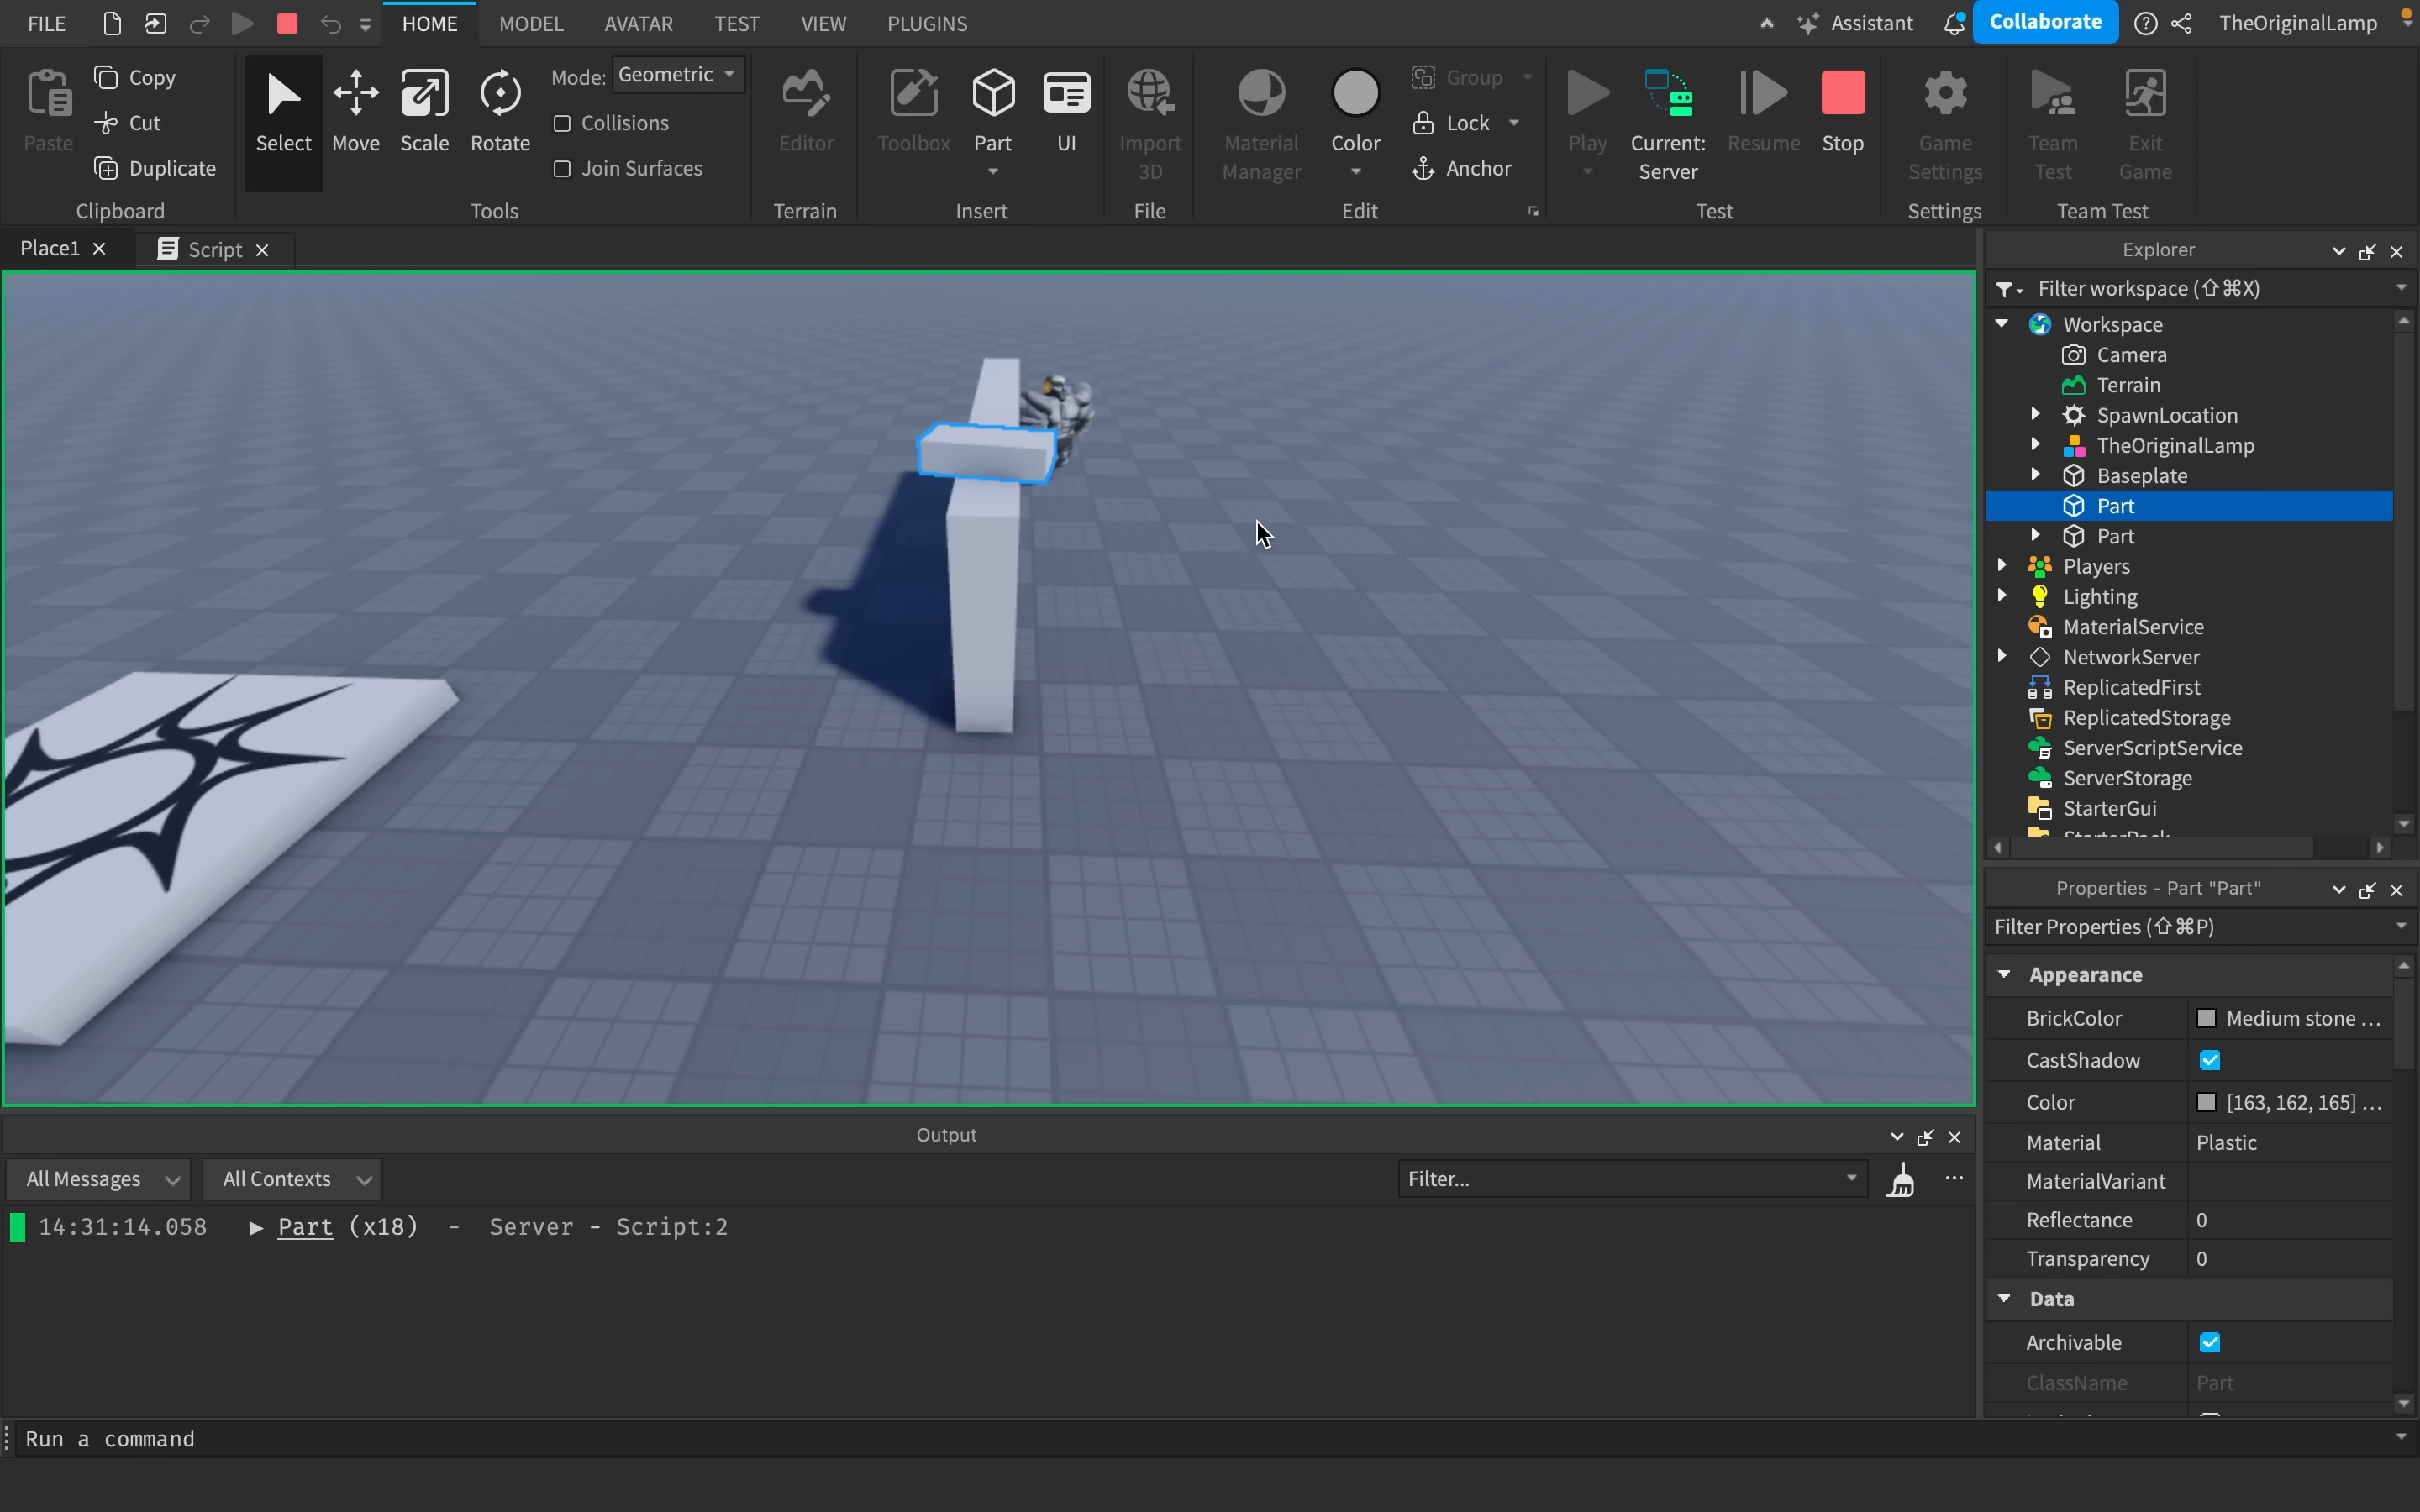 FILE HOME MODEL AVATAR TEST VIEW PLUGINS Assistant Collaborate TheOriginalLamp
Paste
Copy
Cut
Duplicate
Clipboard
Select
Move
Scale
Rotate
Mode: Geometric
Collisions
Join Surfaces
Tools
Editor
Terrain
Toolbox
Part
UI
Insert
Import
3D
File
Material
Manager
Color
Group
Lock
Anchor
Edit
Play
Current:
Server
Resume
Stop
Test
Game
Settings
Settings
Team
Test
Exit
Game
Team Test
Place1
Script
Explorer
Filter workspace (⇧⌘X)
Workspace
Camera
Terrain
SpawnLocation
TheOriginalLamp
Baseplate
Part
Part
Players
Lighting
MaterialService
NetworkServer
ReplicatedFirst
ReplicatedStorage
ServerScriptService
ServerStorage
StarterGui
StarterPack
Properties - Part "Part"
Filter Properties (⇧⌘P)
Appearance
BrickColor Medium stone ...
CastShadow
Color [163, 162, 165] ...
Material Plastic
MaterialVariant
Reflectance 0
Transparency 0
Data
Archivable
ClassName Part
Output
All Messages All Contexts Filter... ...
14:31:14.058 ▶ Part (x18) - Server - Script:2
Run a command